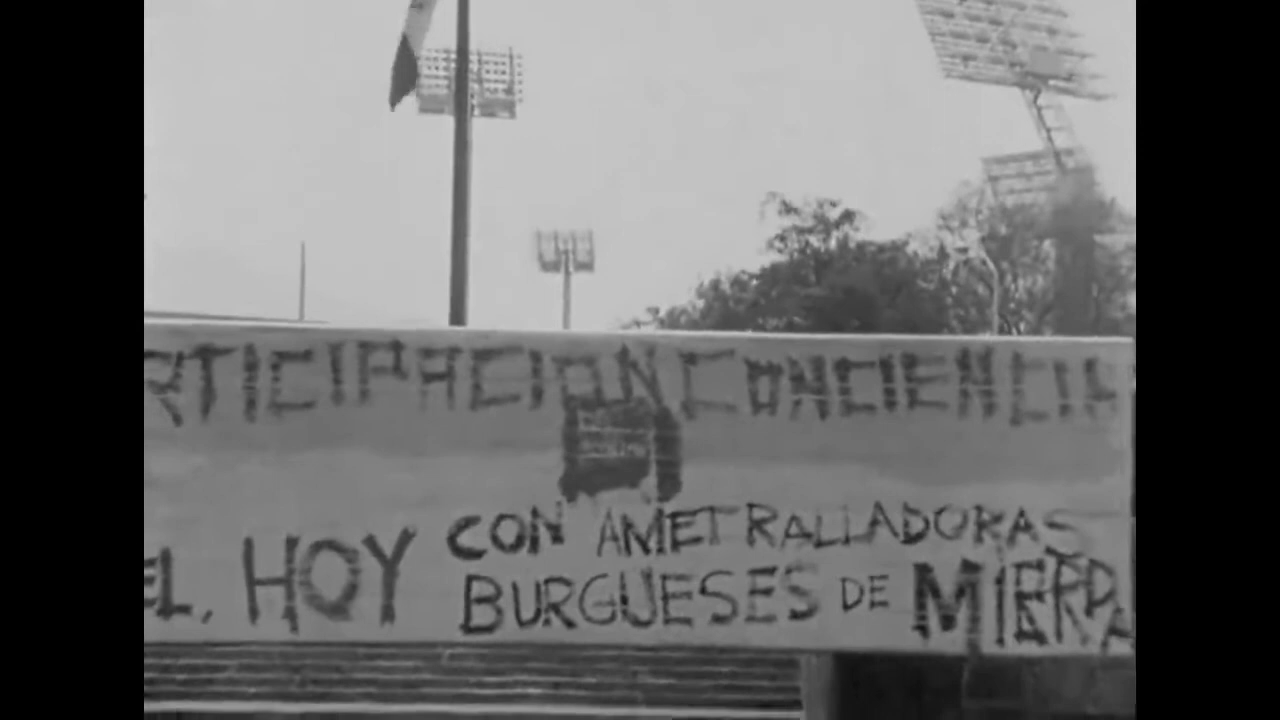 RTICIPACION CONCIENCIA
EL, HOY CON AMETRALLADORAS
BURGUESES DE MIERDA